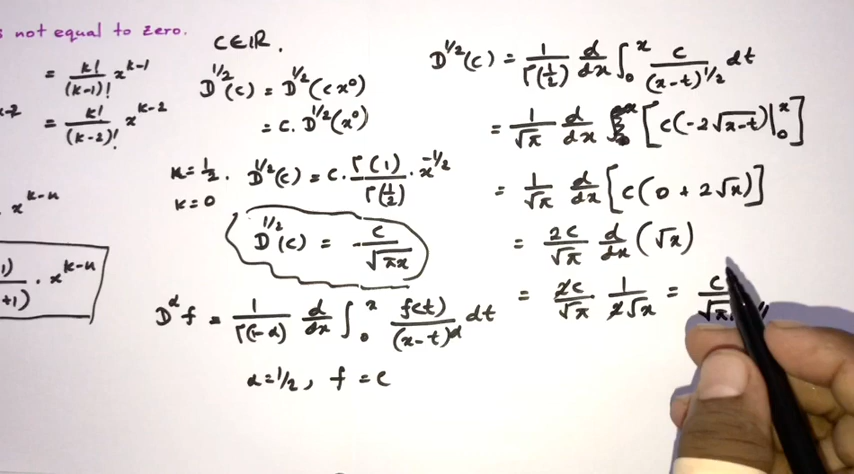 s not equal to zero.
= k!/(k-1)! x^{k-1}
= k!/(k-2)! x^{k-2}
x^{k-n}
1)/+1) · x^{k-n}
C∈IR.
D^{1/2}(c) = D^{1/2}(c x^0)
= c. D^{1/2}(x^0)
n = 1/2. D^{1/2}(c) = c. Γ(1)/Γ(1/2) · x^{-1/2}
k=0
D^{1/2}(c) = c/√πx
D^α f = 1/Γ(1-α) d/dx ∫_0^x f(t)/(x-t)^α dt
α = 1/2, f = c
D^{1/2}(c) = 1/Γ(1/2) d/dx ∫_0^x c/(x-t)^{1/2} dt
= 1/√π d/dx [c(-2√x-t)|_0^x]
= 1/√π d/dx [c(0 + 2√x)]
= 2c/√π d/dx (√x)
= 2c/√π 1/2√x = c/√π